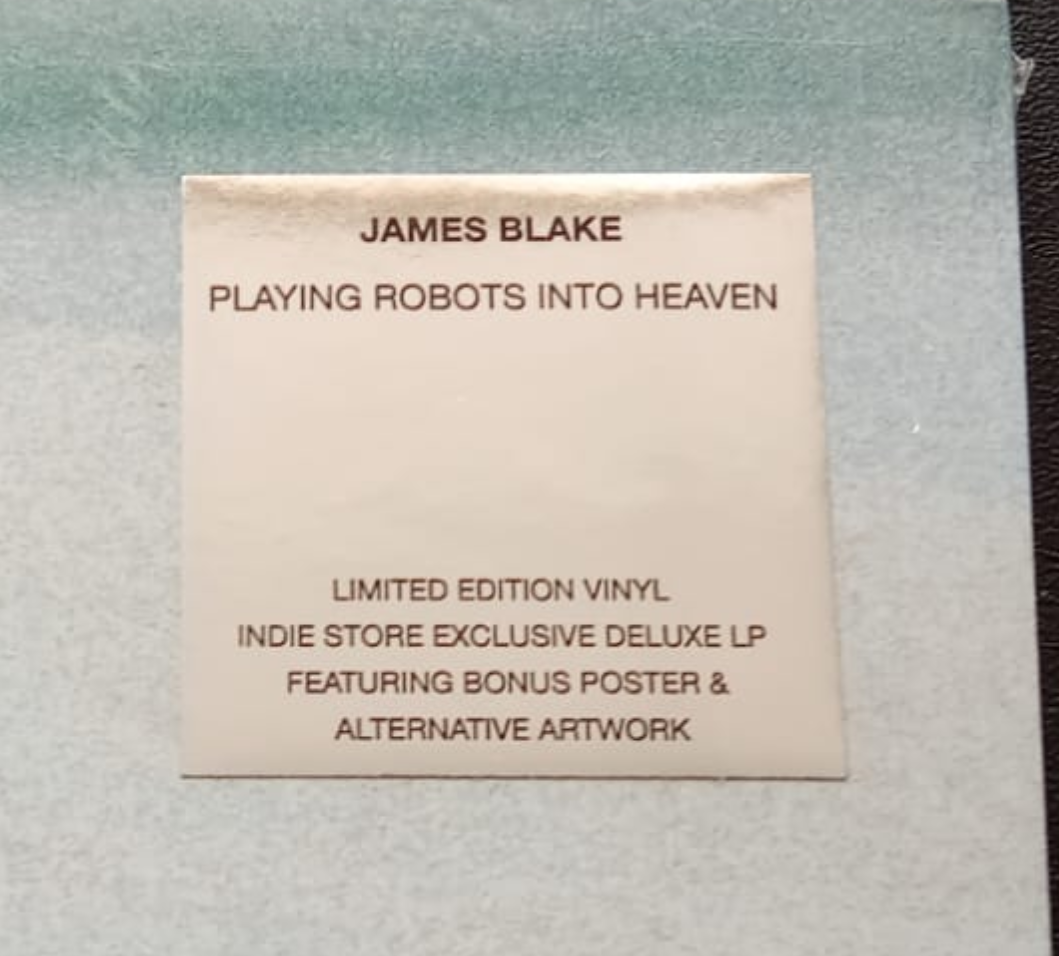 JAMES BLAKE
PLAYING ROBOTS INTO HEAVEN
LIMITED EDITION VINYL
INDIE STORE EXCLUSIVE DELUXE LP
FEATURING BONUS POSTER &
ALTERNATIVE ARTWORK